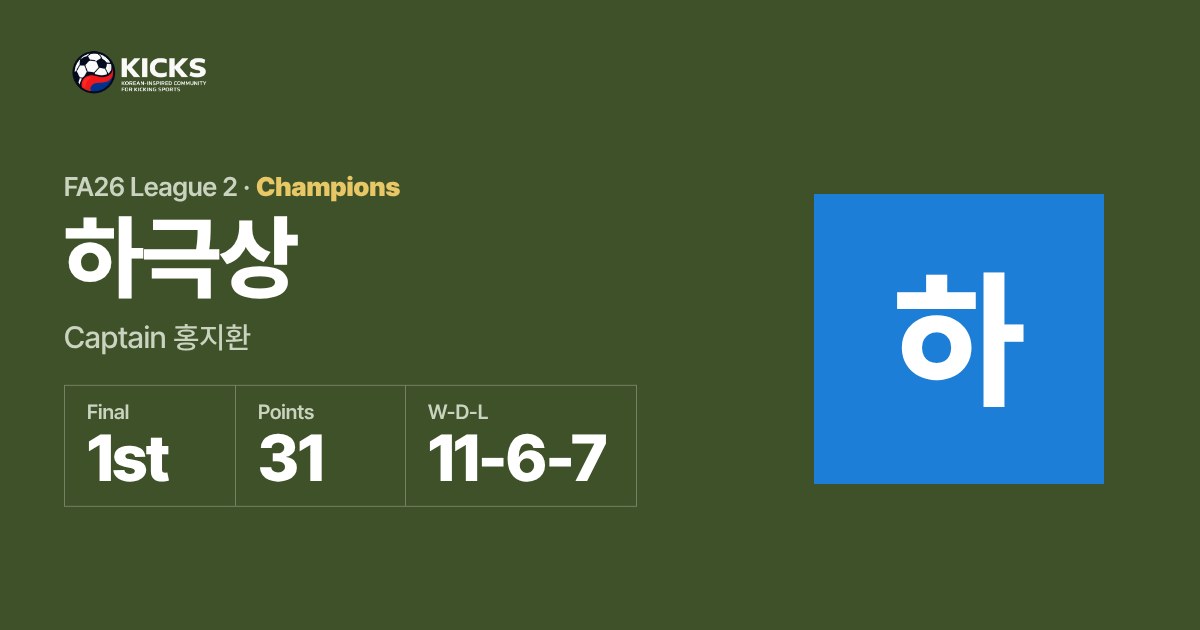 KICKS
KOREAN-INSPIRED COMMUNITY
FOR KICKING SPORTS
FA26 League 2 · Champions
하극상
Captain 홍지환
Final
1st
Points
31
W-D-L
11-6-7
하